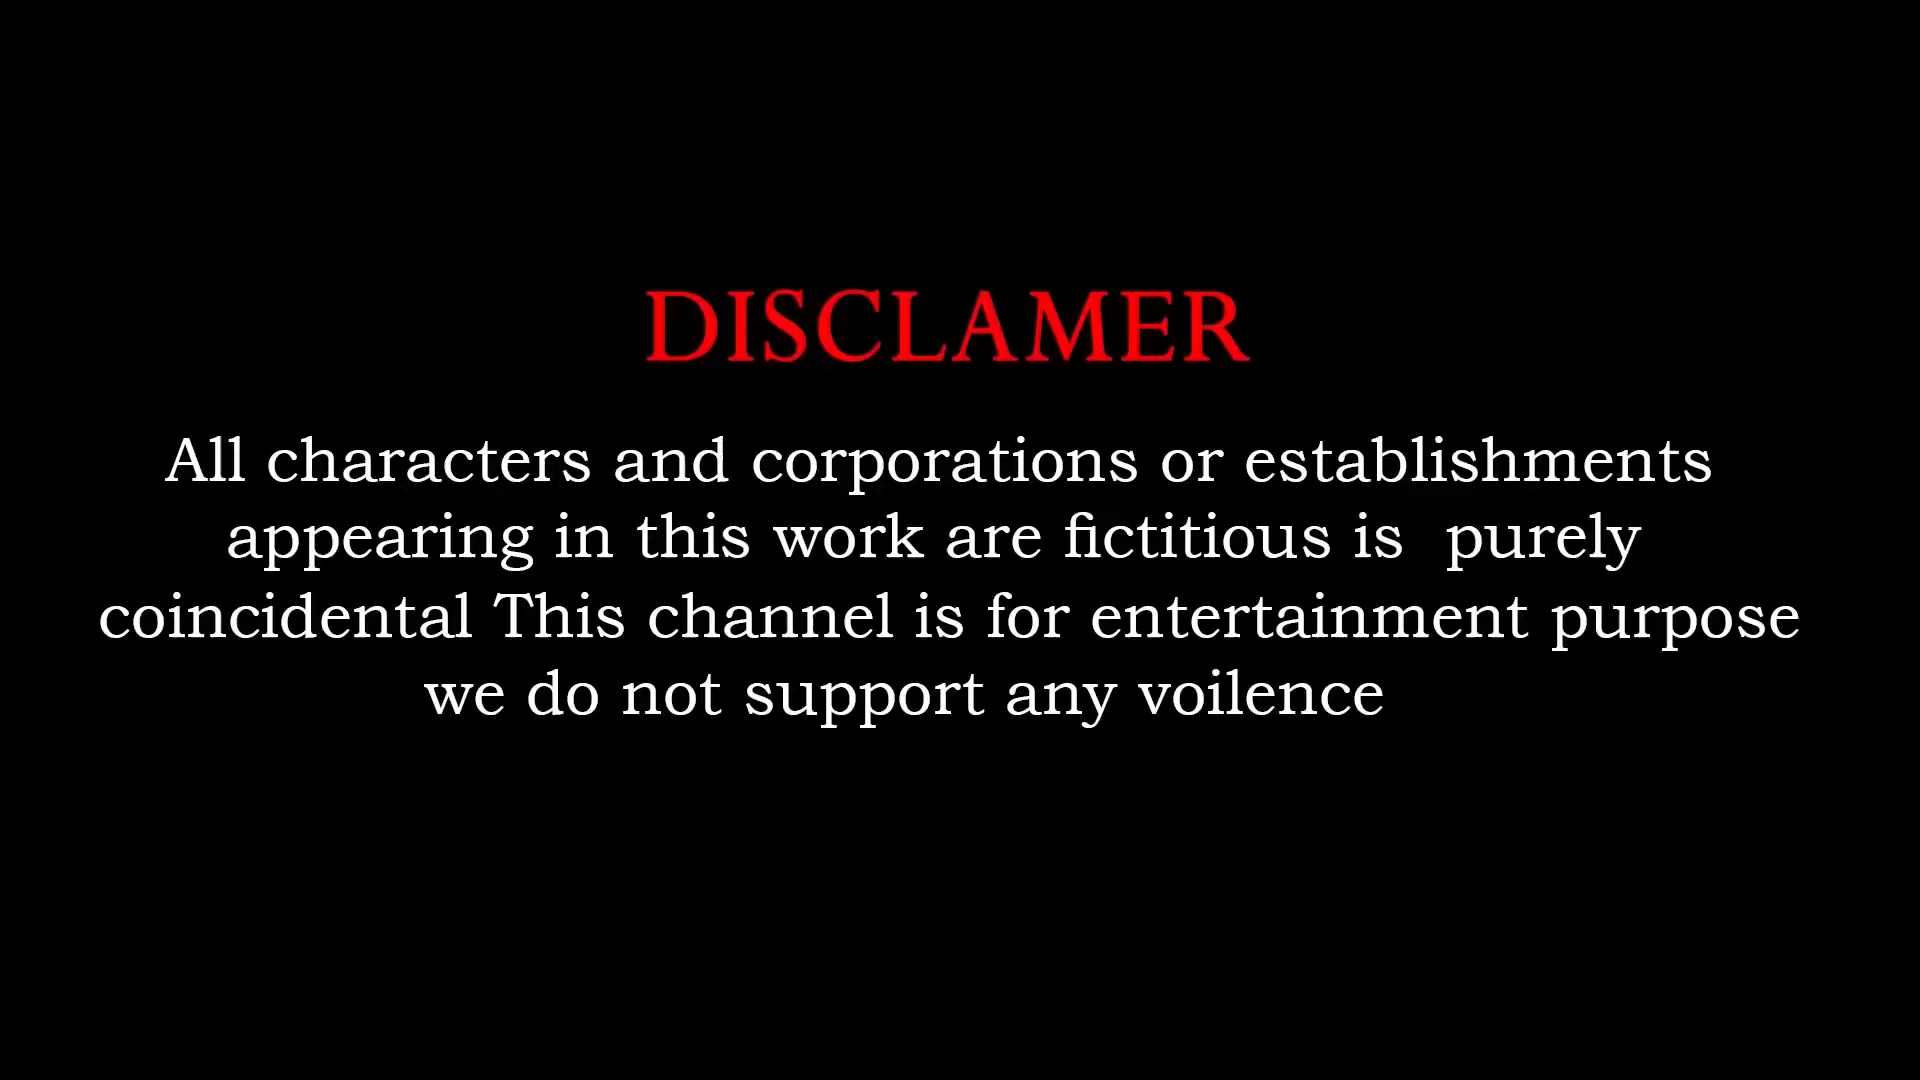 DISCLAMER
All characters and corporations or establishments
appearing in this work are fictitious is  purely
coincidental This channel is for entertainment purpose
we do not support any voilence